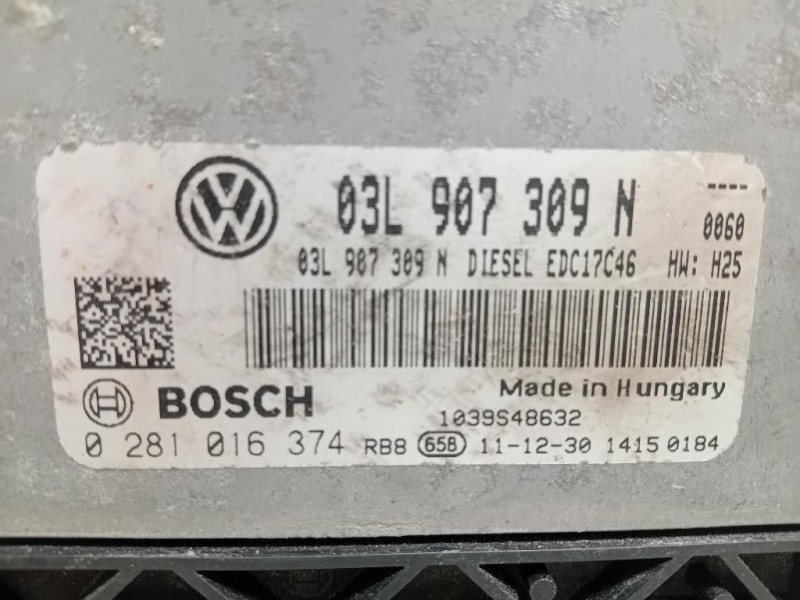 03L 907 309 N ----
0060
03L 907 309 N DIESEL EDC17C46 HW: H25
Made in Hungary
BOSCH
1039S48632
0 281 016 374 RB8 658 11-12-30 1415 0184